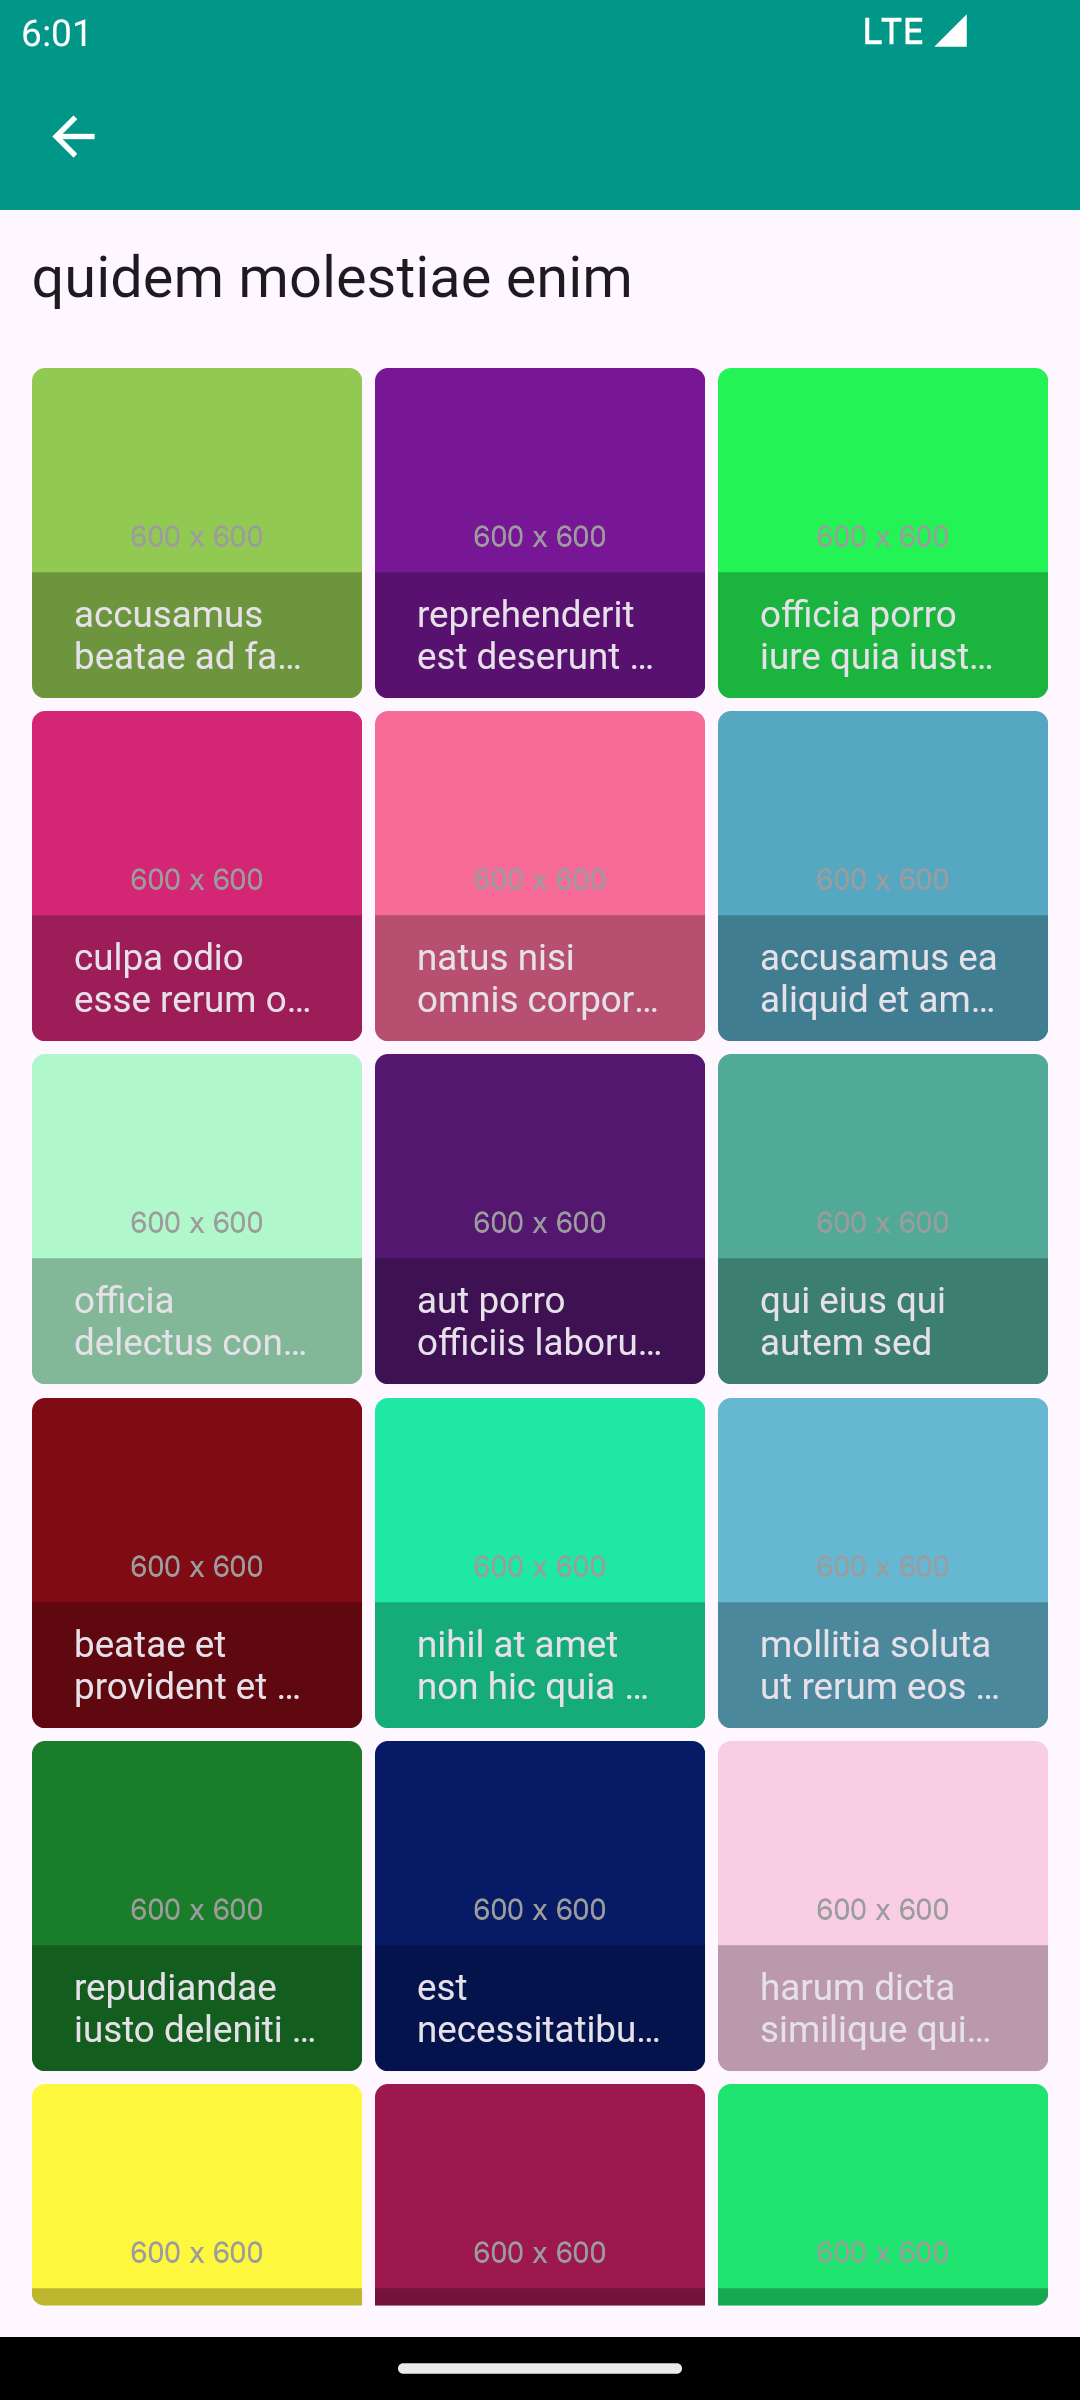 6:01
LTE
quidem molestiae enim
600 x 600
600 x 600
600 x 600
accusamus
beatae ad fa…
reprehenderit
est deserunt …
officia porro
iure quia iust…
600 x 600
600 x 600
600 x 600
culpa odio
esse rerum o…
natus nisi
omnis corpor…
accusamus ea
aliquid et am…
600 x 600
600 x 600
600 x 600
officia
delectus con…
aut porro
officiis laboru…
qui eius qui
autem sed
600 x 600
600 x 600
600 x 600
beatae et
provident et …
nihil at amet
non hic quia …
mollitia soluta
ut rerum eos …
600 x 600
600 x 600
600 x 600
repudiandae
iusto deleniti …
est
necessitatibu…
harum dicta
similique qui…
600 x 600
600 x 600
600 x 600